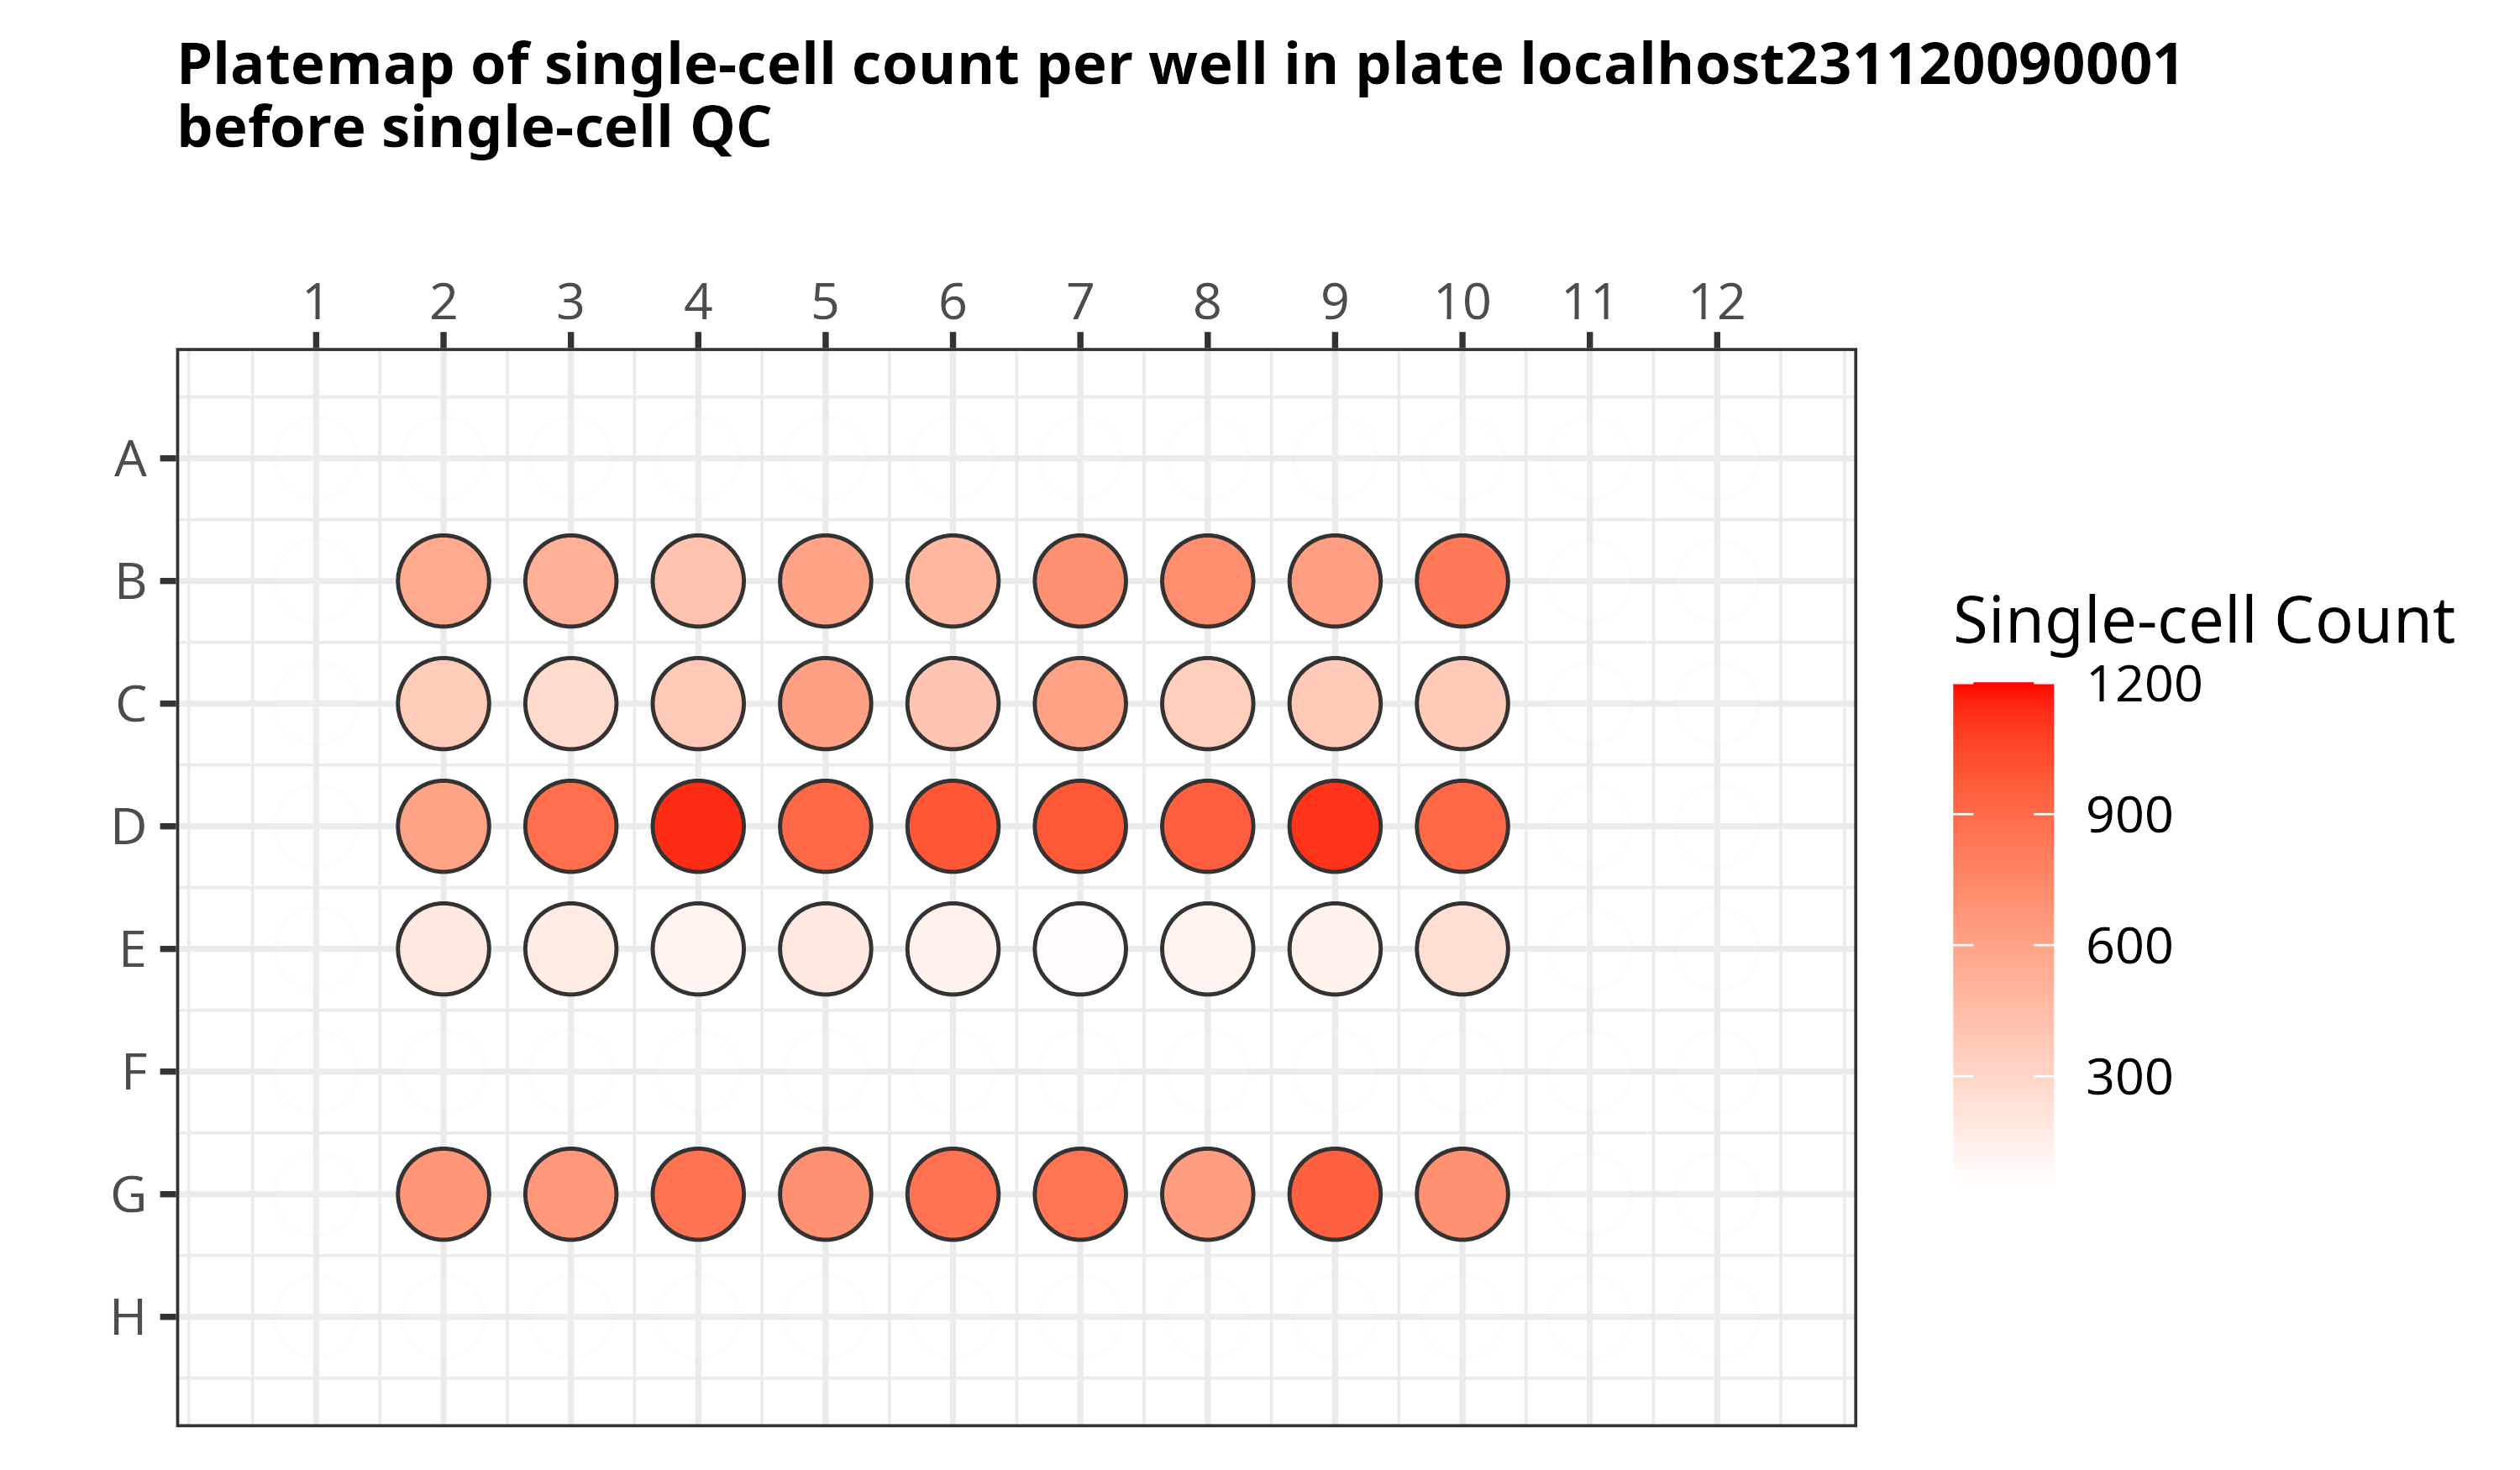 Platemap of single-cell count per well in plate localhost231120090001
before single-cell QC
1 2 3 4 5 6 7 8 9 10 11 12
A
B
C
D
E
F
G
H
Single-cell Count
1200
900
600
300